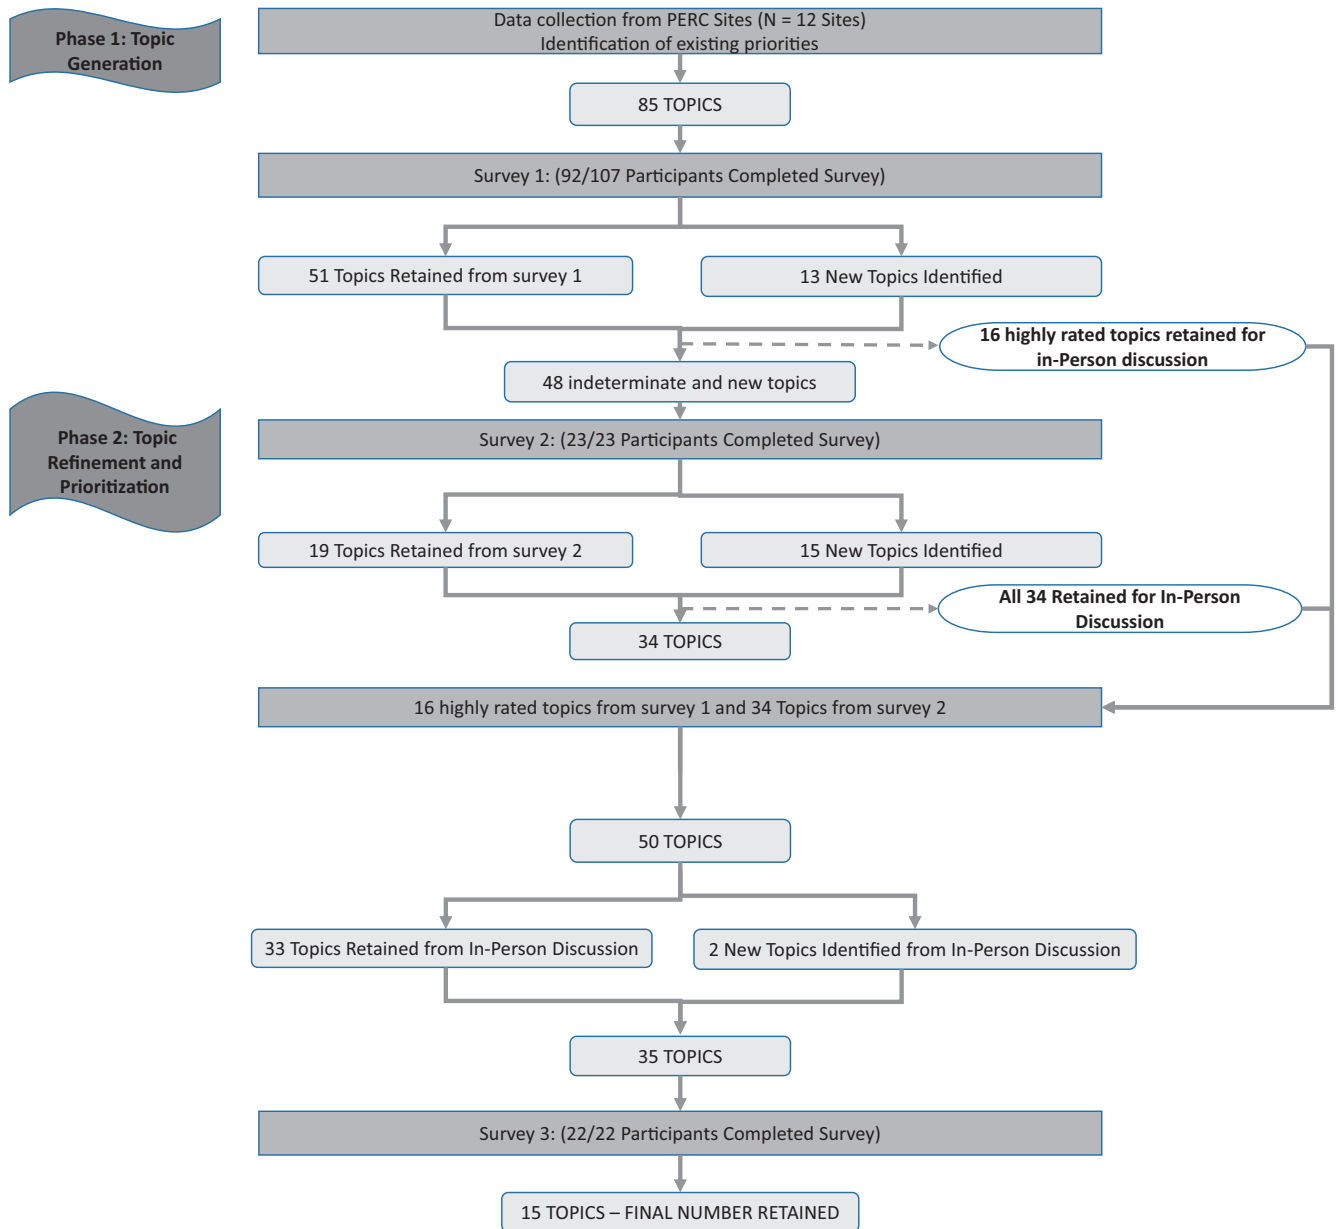 Phase 1: Topic
Generation
Data collection from PERC Sites (N = 12 Sites)
Identification of existing priorities
85 TOPICS
Survey 1: (92/107 Participants Completed Survey)
51 Topics Retained from survey 1
13 New Topics Identified
16 highly rated topics retained for
in-Person discussion
48 indeterminate and new topics
Phase 2: Topic
Refinement and
Prioritization
Survey 2: (23/23 Participants Completed Survey)
19 Topics Retained from survey 2
15 New Topics Identified
All 34 Retained for In-Person
Discussion
34 TOPICS
16 highly rated topics from survey 1 and 34 Topics from survey 2
50 TOPICS
33 Topics Retained from In-Person Discussion
2 New Topics Identified from In-Person Discussion
35 TOPICS
Survey 3: (22/22 Participants Completed Survey)
15 TOPICS – FINAL NUMBER RETAINED